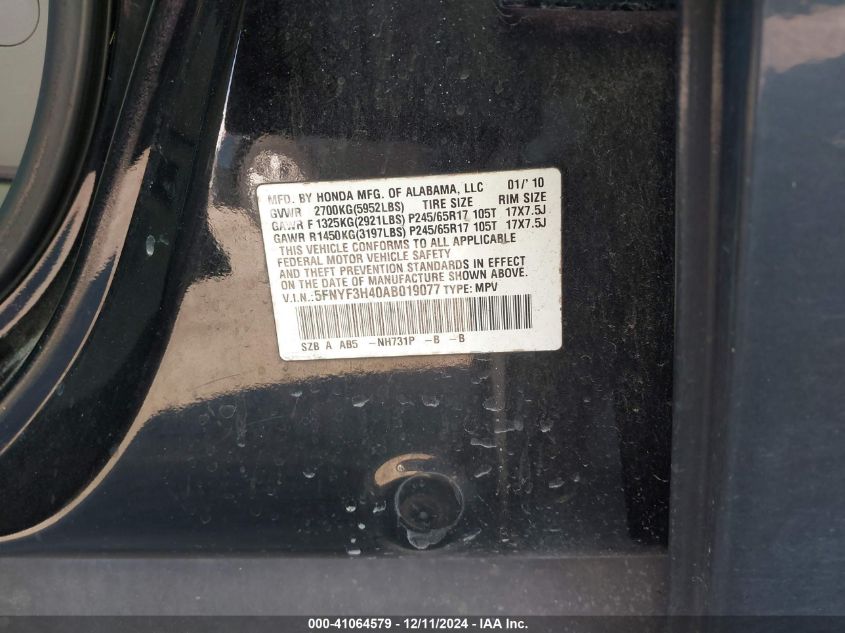 MFD. BY HONDA MFG. OF ALABAMA, LLC 01/'10
GVWR 2700KG(5952LBS) TIRE SIZE RIM SIZE
GAWR F 1325KG(2921LBS) P245/65R17 105T 17X7.5J
GAWR R1450KG(3197LBS) P245/65R17 105T 17X7.5J
THIS VEHICLE CONFORMS TO ALL APPLICABLE
FEDERAL MOTOR VEHICLE SAFETY
AND THEFT PREVENTION STANDARDS IN EFFECT
ON THE DATE OF MANUFACTURE SHOWN ABOVE.
V.I.N.:5FNYF3H40AB019077 TYPE: MPV
SZB A AB5 -NH731P -B -B
000-41064579 - 12/11/2024 - IAA Inc.